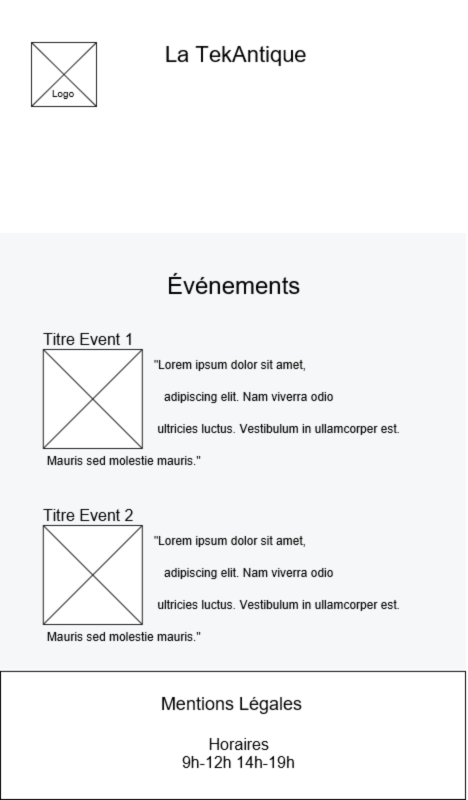 La TekAntique
Logo
Événements
Titre Event 1
"Lorem ipsum dolor sit amet,
adipiscing elit. Nam viverra odio
ultricies luctus. Vestibulum in ullamcorper est.
Mauris sed molestie mauris."
Titre Event 2
"Lorem ipsum dolor sit amet,
adipiscing elit. Nam viverra odio
ultricies luctus. Vestibulum in ullamcorper est.
Mauris sed molestie mauris."
Mentions Légales
Horaires
9h-12h 14h-19h